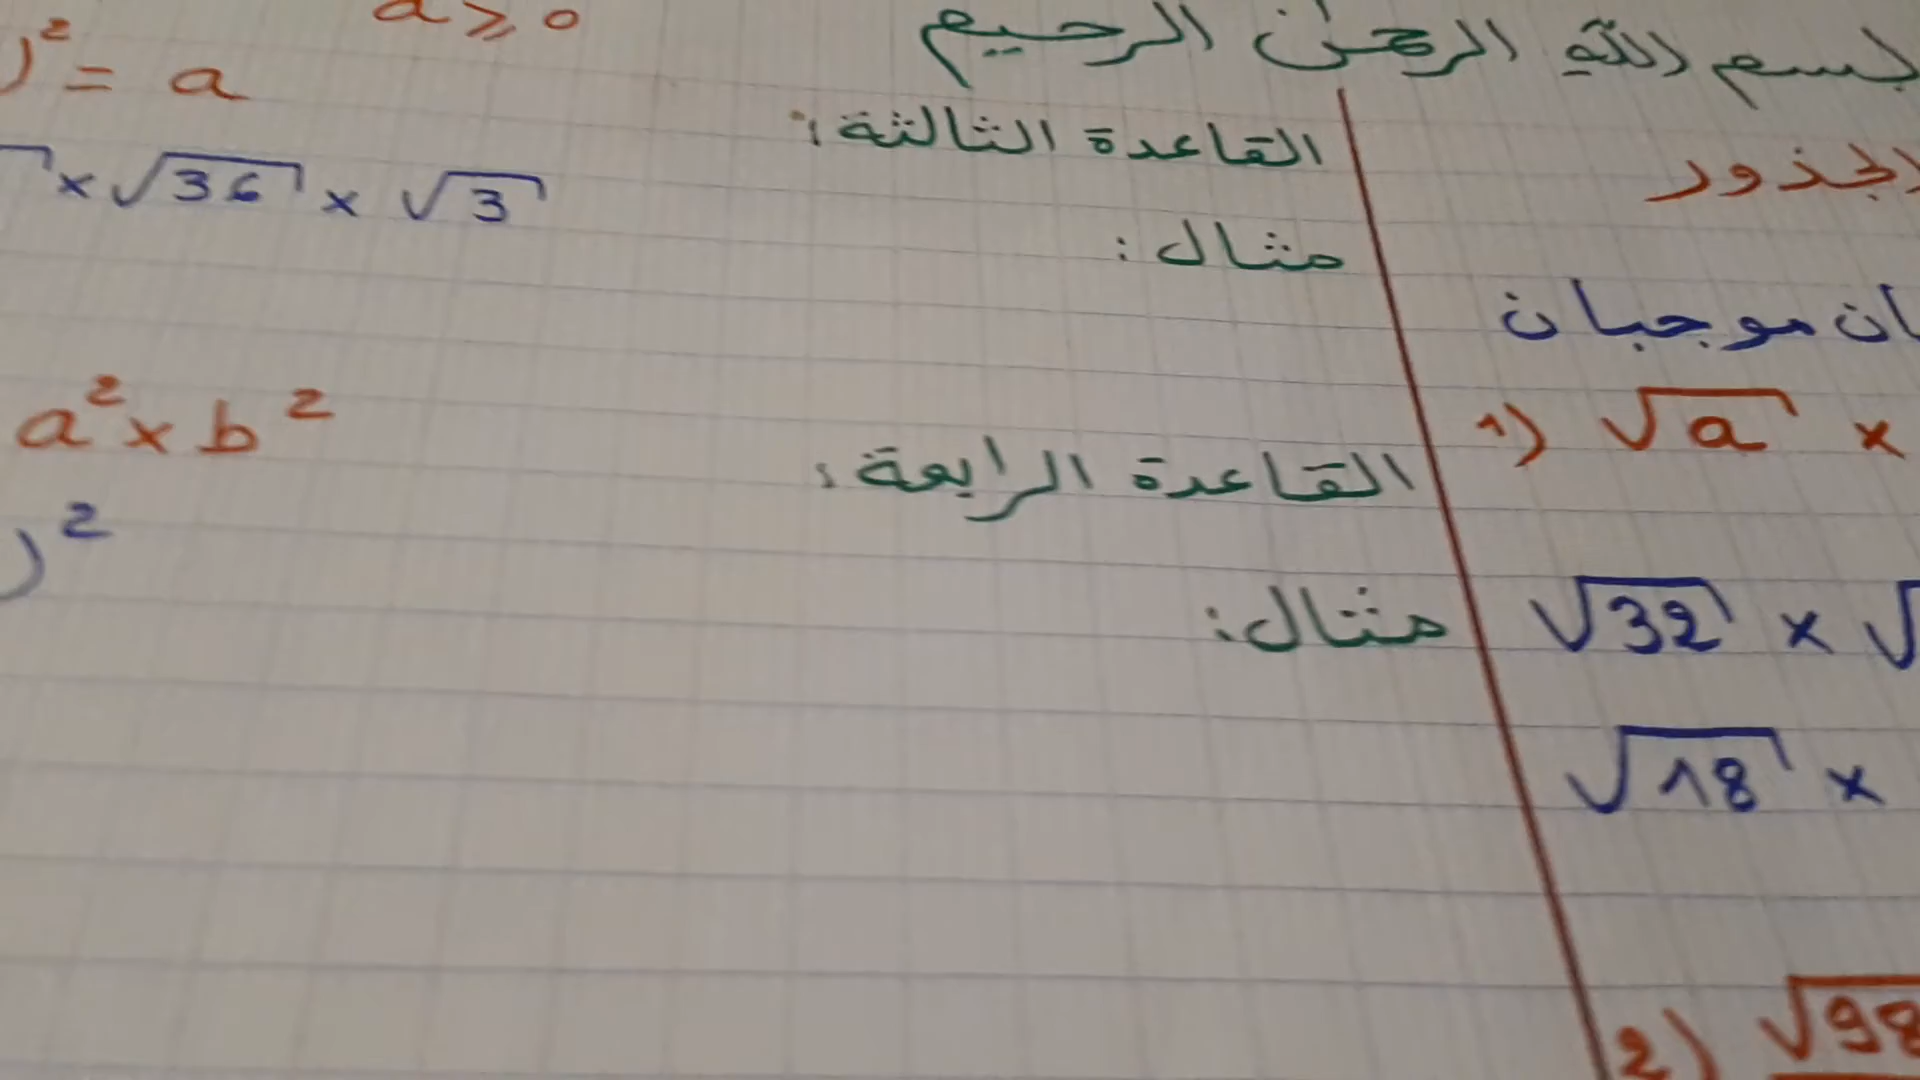 بسم الله الرحمن الرحيم
الجذور
موجبان
1) √a ×
√32 × √
√18 ×
2) √98
a ≥ 0
)² = a
القاعدة الثالثة:
مثال:
× √36 × √3
القاعدة الرابعة:
a² × b²
مثال:
)²